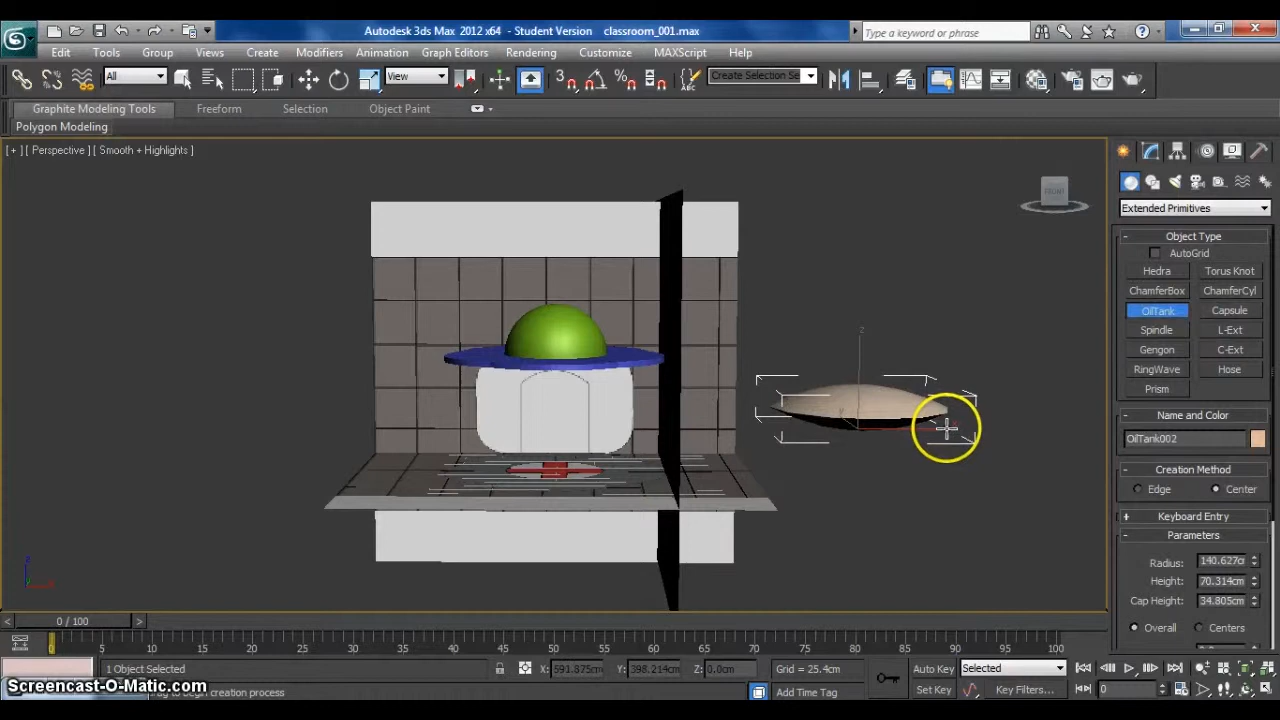 Autodesk 3ds Max 2012 x64 - Student Version classroom_001.max
Type a keyword or phrase
Edit Tools Group Views Create Modifiers Animation Graph Editors Rendering Customize MAXScript Help
All View Create Selection Se
Graphite Modeling Tools Freeform Selection Object Paint
Polygon Modeling
[ + ] [ Perspective ] [ Smooth + Highlights ]
FRONT
Extended Primitives
Object Type
AutoGrid
Hedra Torus Knot
ChamferBox ChamferCyl
OilTank Capsule
Spindle L-Ext
Gengon C-Ext
RingWave Hose
Prism
Name and Color
OilTank002
Creation Method
Edge Center
Keyboard Entry
Parameters
Radius: 140.627cm
Height: 70.314cm
Cap Height: 34.805cm
Overall Centers
z
x
0 / 100
0 5 10 15 20 25 30 35 40 45 50 55 60 65 70 75 80 85 90 95 100
1 Object Selected X: 591.875cm Y: 398.214cm Z: 0.0cm Grid = 25.4cm Auto Key Selected
drag to begin creation process Add Time Tag Set Key Key Filters... 0
Screencast-O-Matic.com